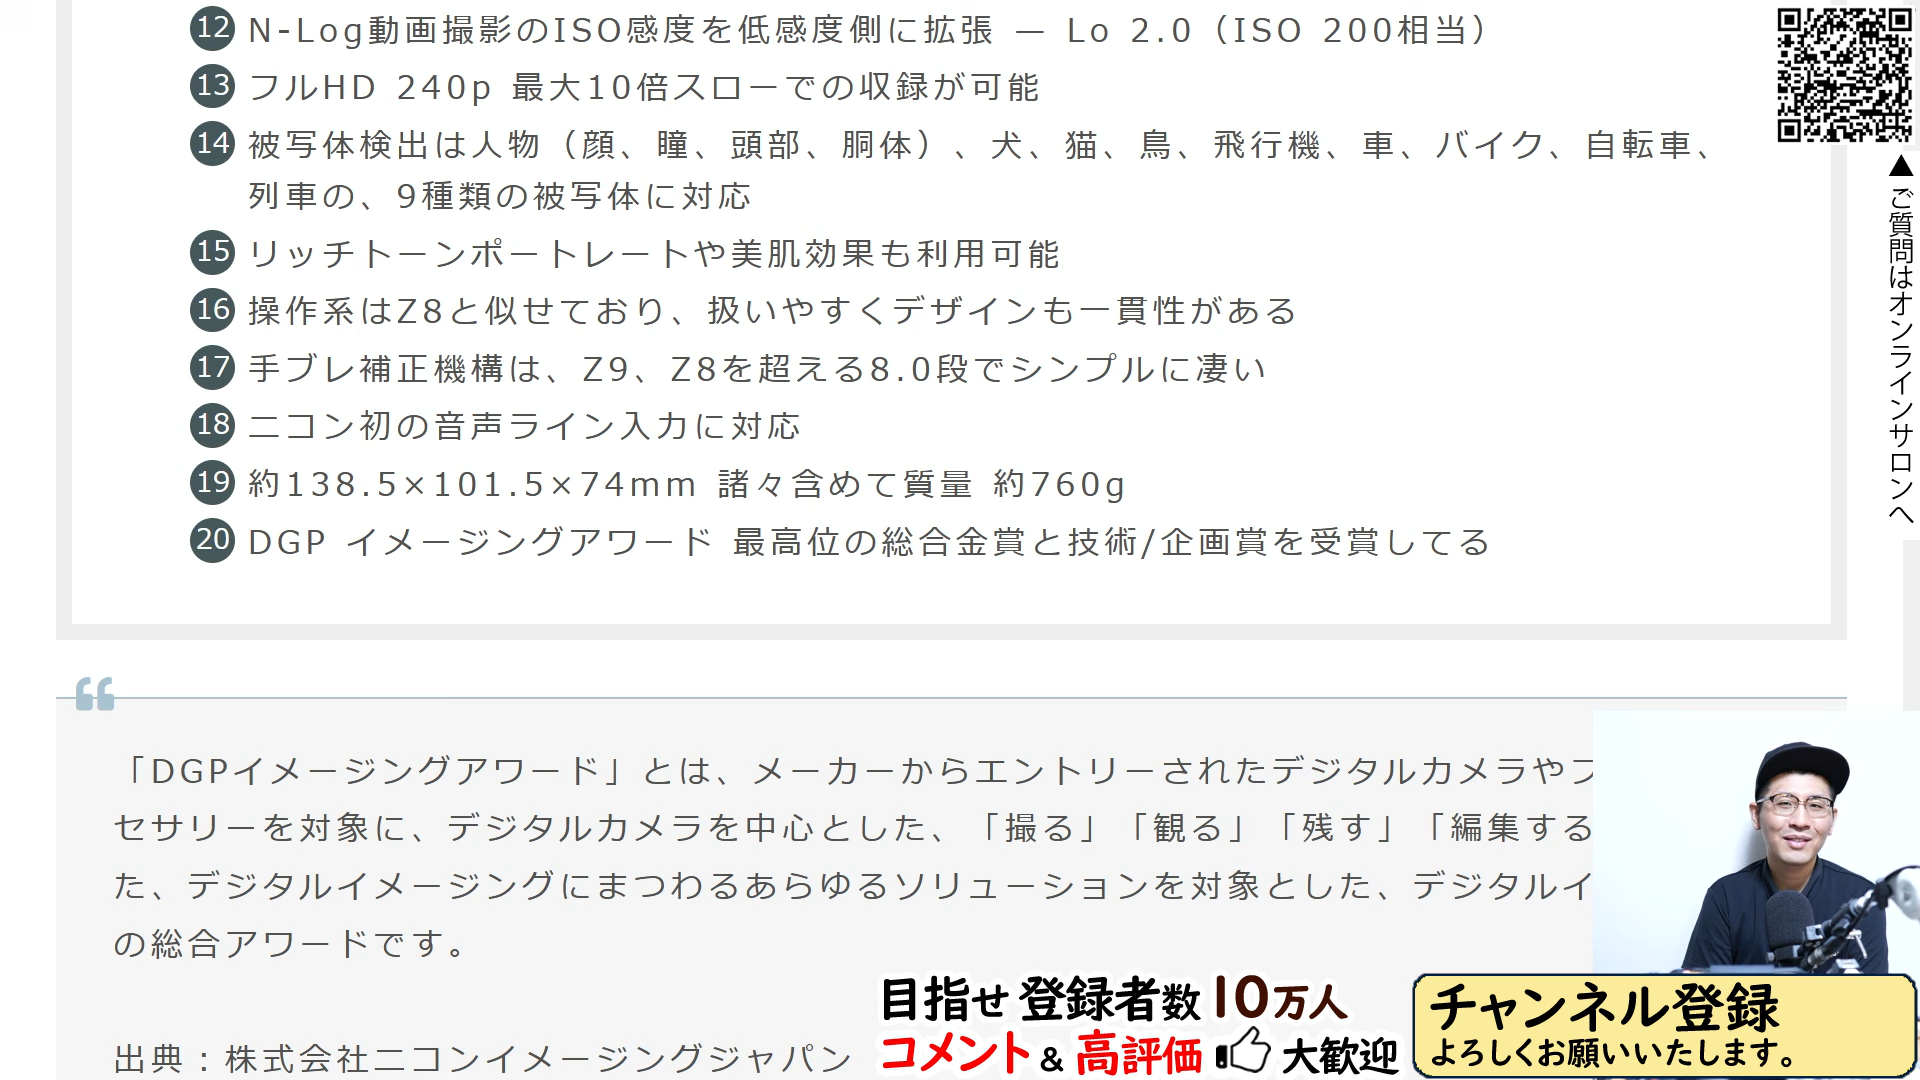 12 N-Log動画撮影のISO感度を低感度側に拡張 — Lo 2.0（ISO 200相当）
13 フルHD 240p 最大10倍スローでの収録が可能
14 被写体検出は人物（顔、瞳、頭部、胴体）、犬、猫、鳥、飛行機、車、バイク、自転車、
列車の、9種類の被写体に対応
15 リッチトーンポートレートや美肌効果も利用可能
16 操作系はZ8と似せており、扱いやすくデザインも一貫性がある
17 手ブレ補正機構は、Z9、Z8を超える8.0段でシンプルに凄い
18 ニコン初の音声ライン入力に対応
19 約138.5×101.5×74mm 諸々含めて質量 約760g
20 DGP イメージングアワード 最高位の総合金賞と技術/企画賞を受賞してる
▲ご質問はオンラインサロンへ
「DGPイメージングアワード」とは、メーカーからエントリーされたデジタルカメラや
セサリーを対象に、デジタルカメラを中心とした、「撮る」「観る」「残す」「編集する
た、デジタルイメージングにまつわるあらゆるソリューションを対象とした、デジタルイ
の総合アワードです。
出典：株式会社ニコンイメージングジャパン
目指せ 登録者数 10万人
コメント & 高評価 大歓迎
チャンネル登録
よろしくお願いいたします。